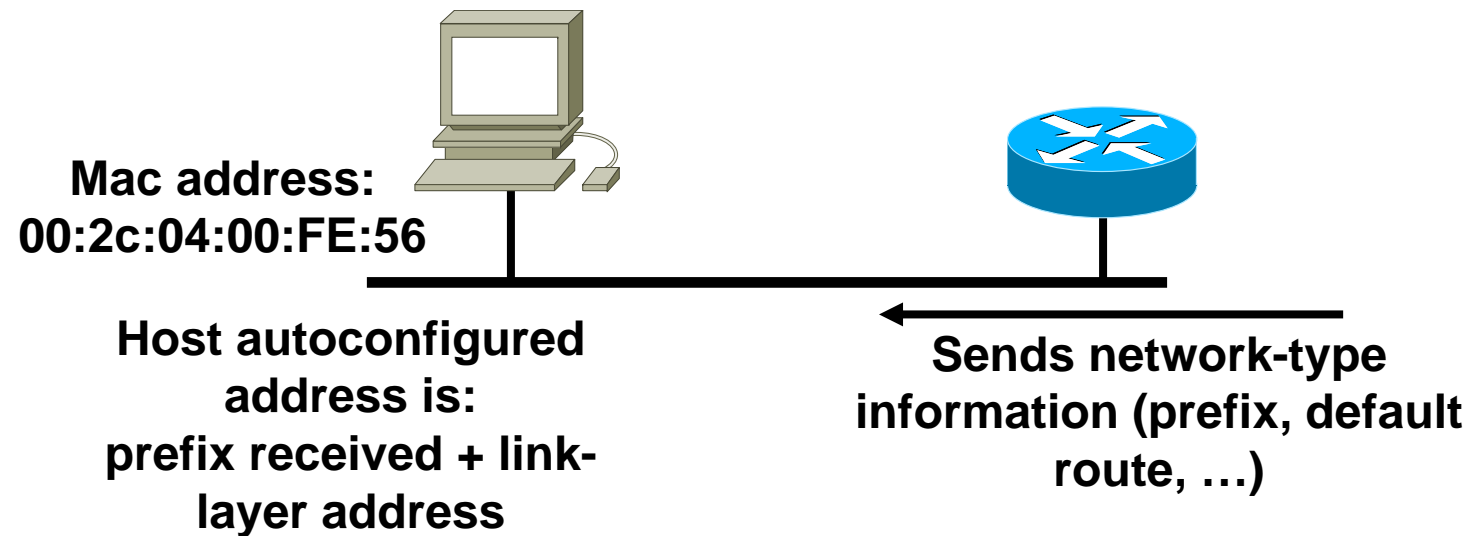 Mac address:
00:2c:04:00:FE:56
Host autoconfigured
address is:
prefix received + link-
layer address
Sends network-type
information (prefix, default
route, …)